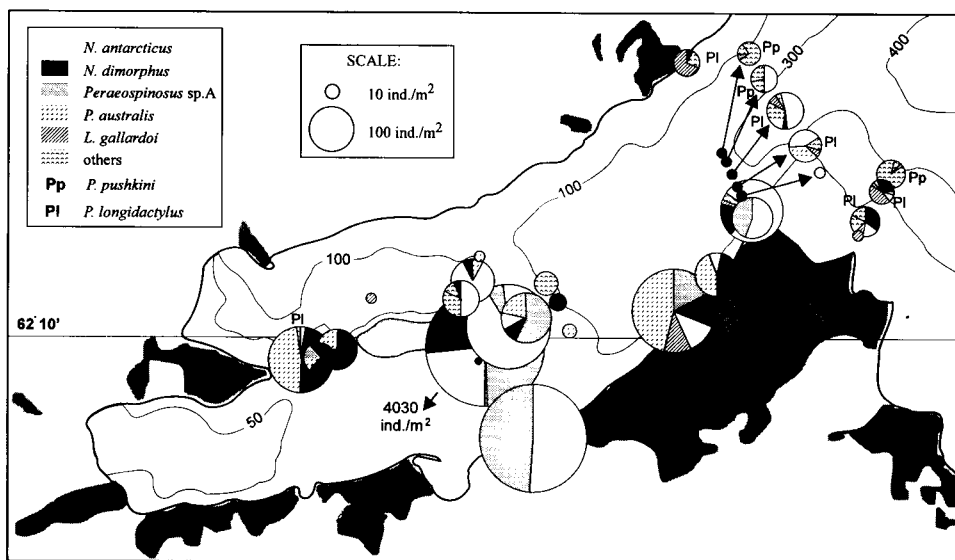 N. antarcticus
N. dimorphus
Peraeospinosus sp.A
P. australis
L. gallardoi
others
Pp P. pushkini
Pl P. longidactylus
SCALE:
10 ind./m²
100 ind./m²
Pl
Pp
300
400
Pp
Pl
100
Pl
Pp
Pl
Pl
100
62°10'
Pl
4030
ind./m²
50